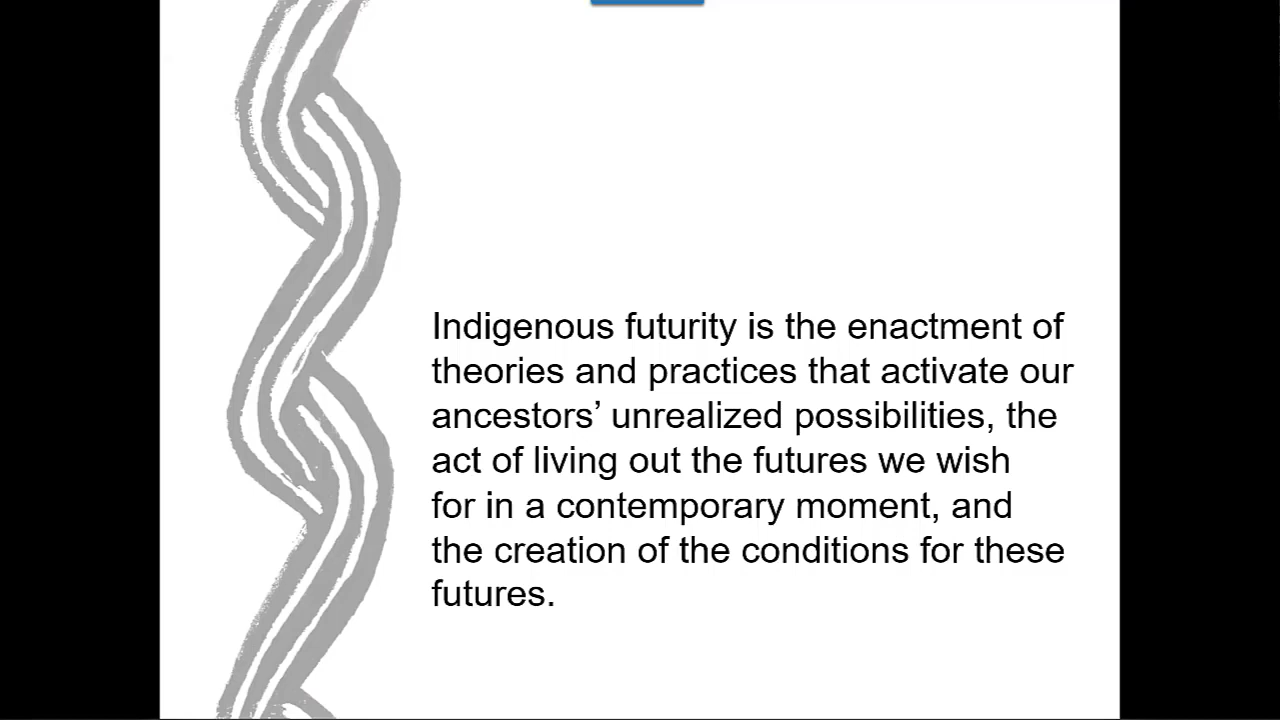 Indigenous futurity is the enactment of
theories and practices that activate our
ancestors’ unrealized possibilities, the
act of living out the futures we wish
for in a contemporary moment, and
the creation of the conditions for these
futures.